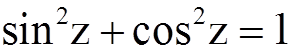 sin²z + cos²z = 1